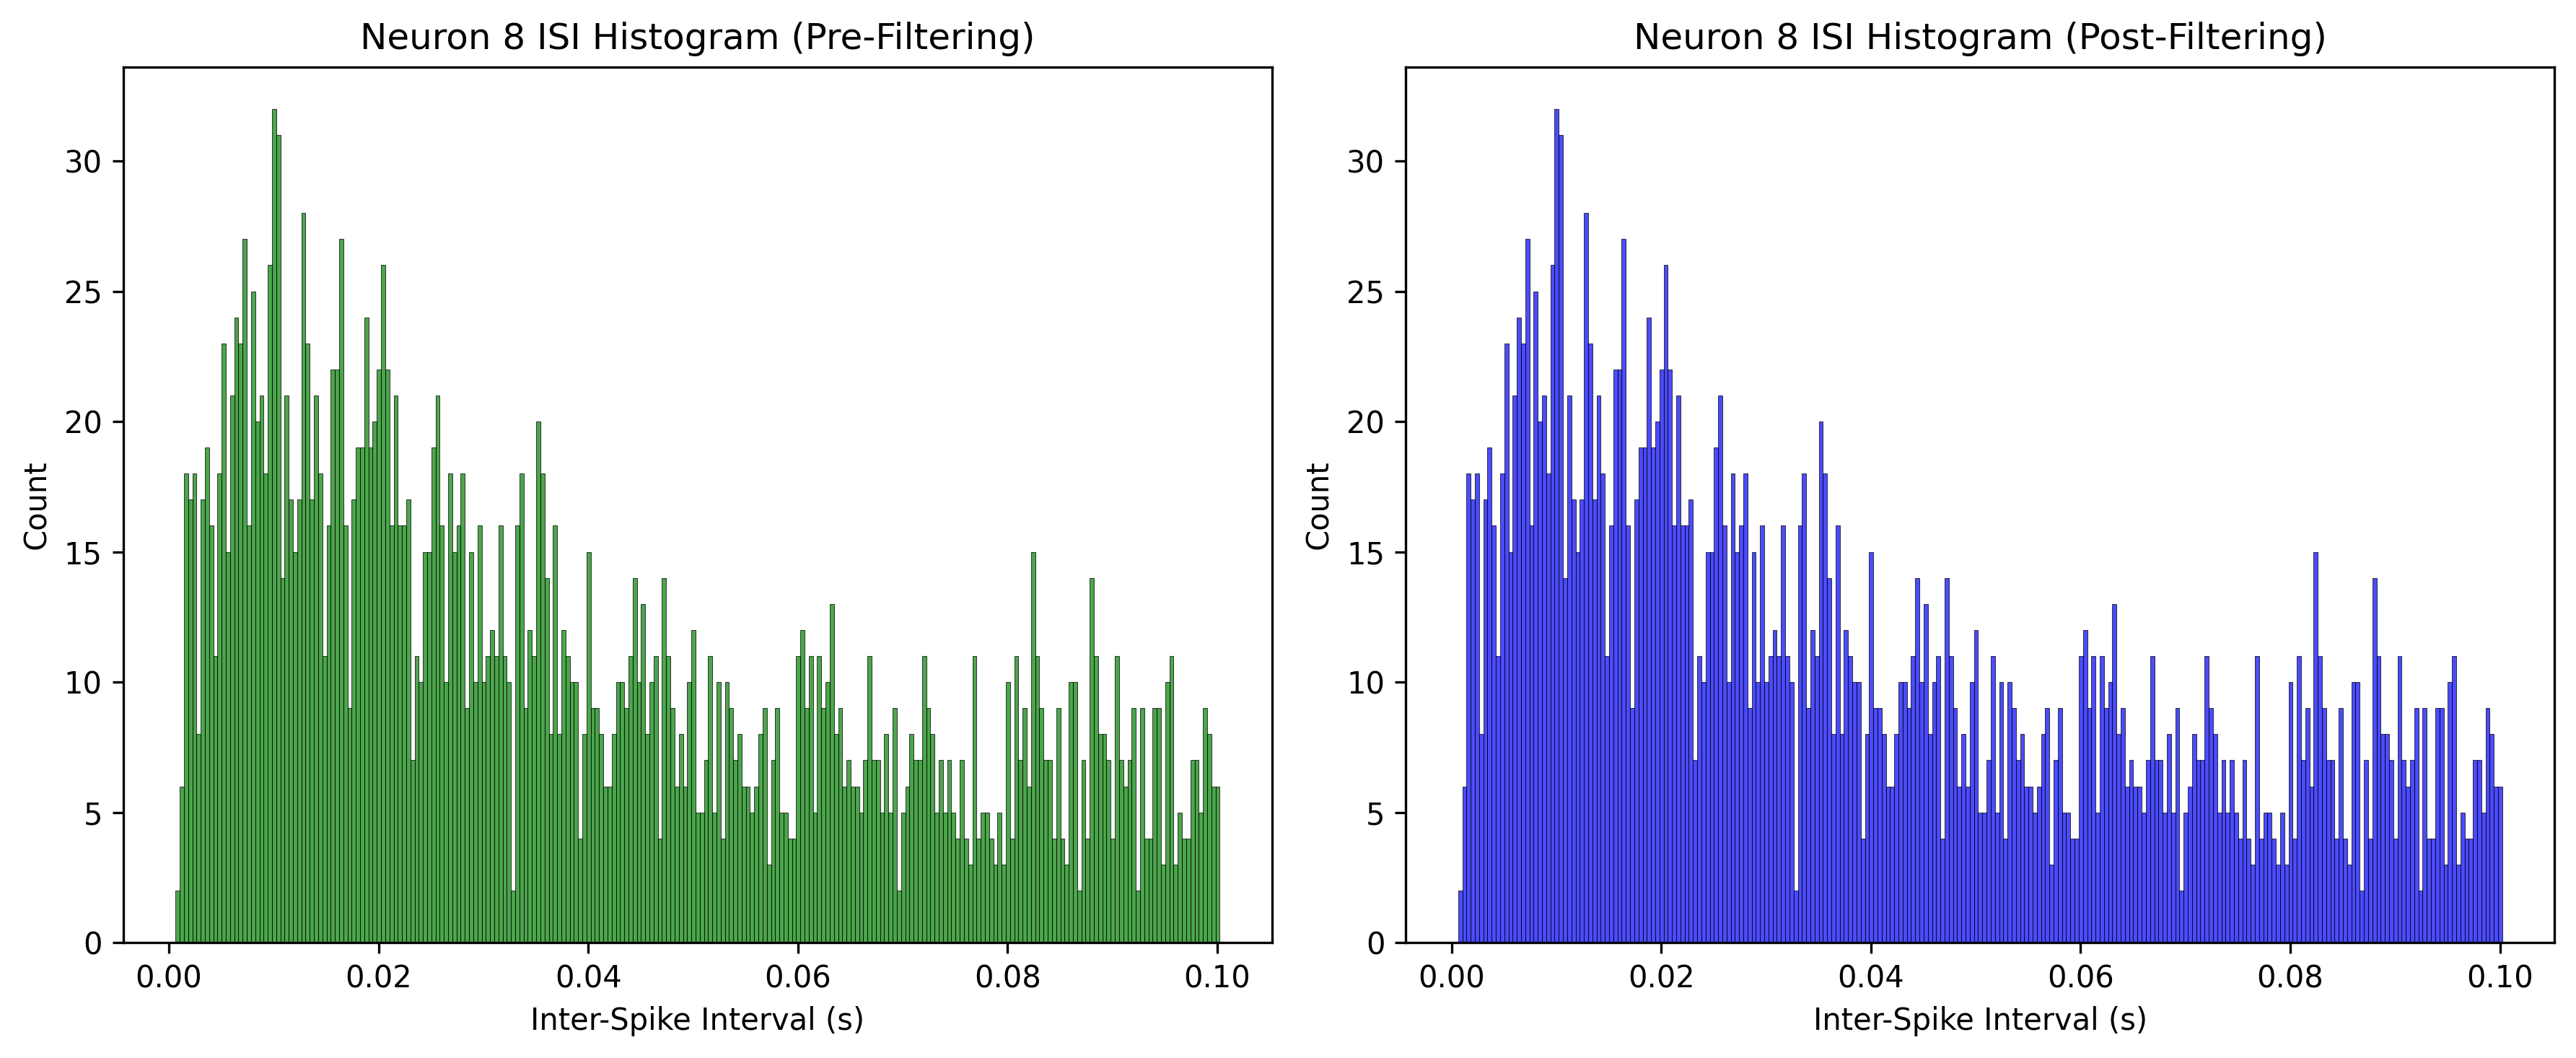 Neuron 8 ISI Histogram (Pre-Filtering)
Count
30
25
20
15
10
5
0
0.00 0.02 0.04 0.06 0.08 0.10
Inter-Spike Interval (s)
Neuron 8 ISI Histogram (Post-Filtering)
Count
30
25
20
15
10
5
0
0.00 0.02 0.04 0.06 0.08 0.10
Inter-Spike Interval (s)